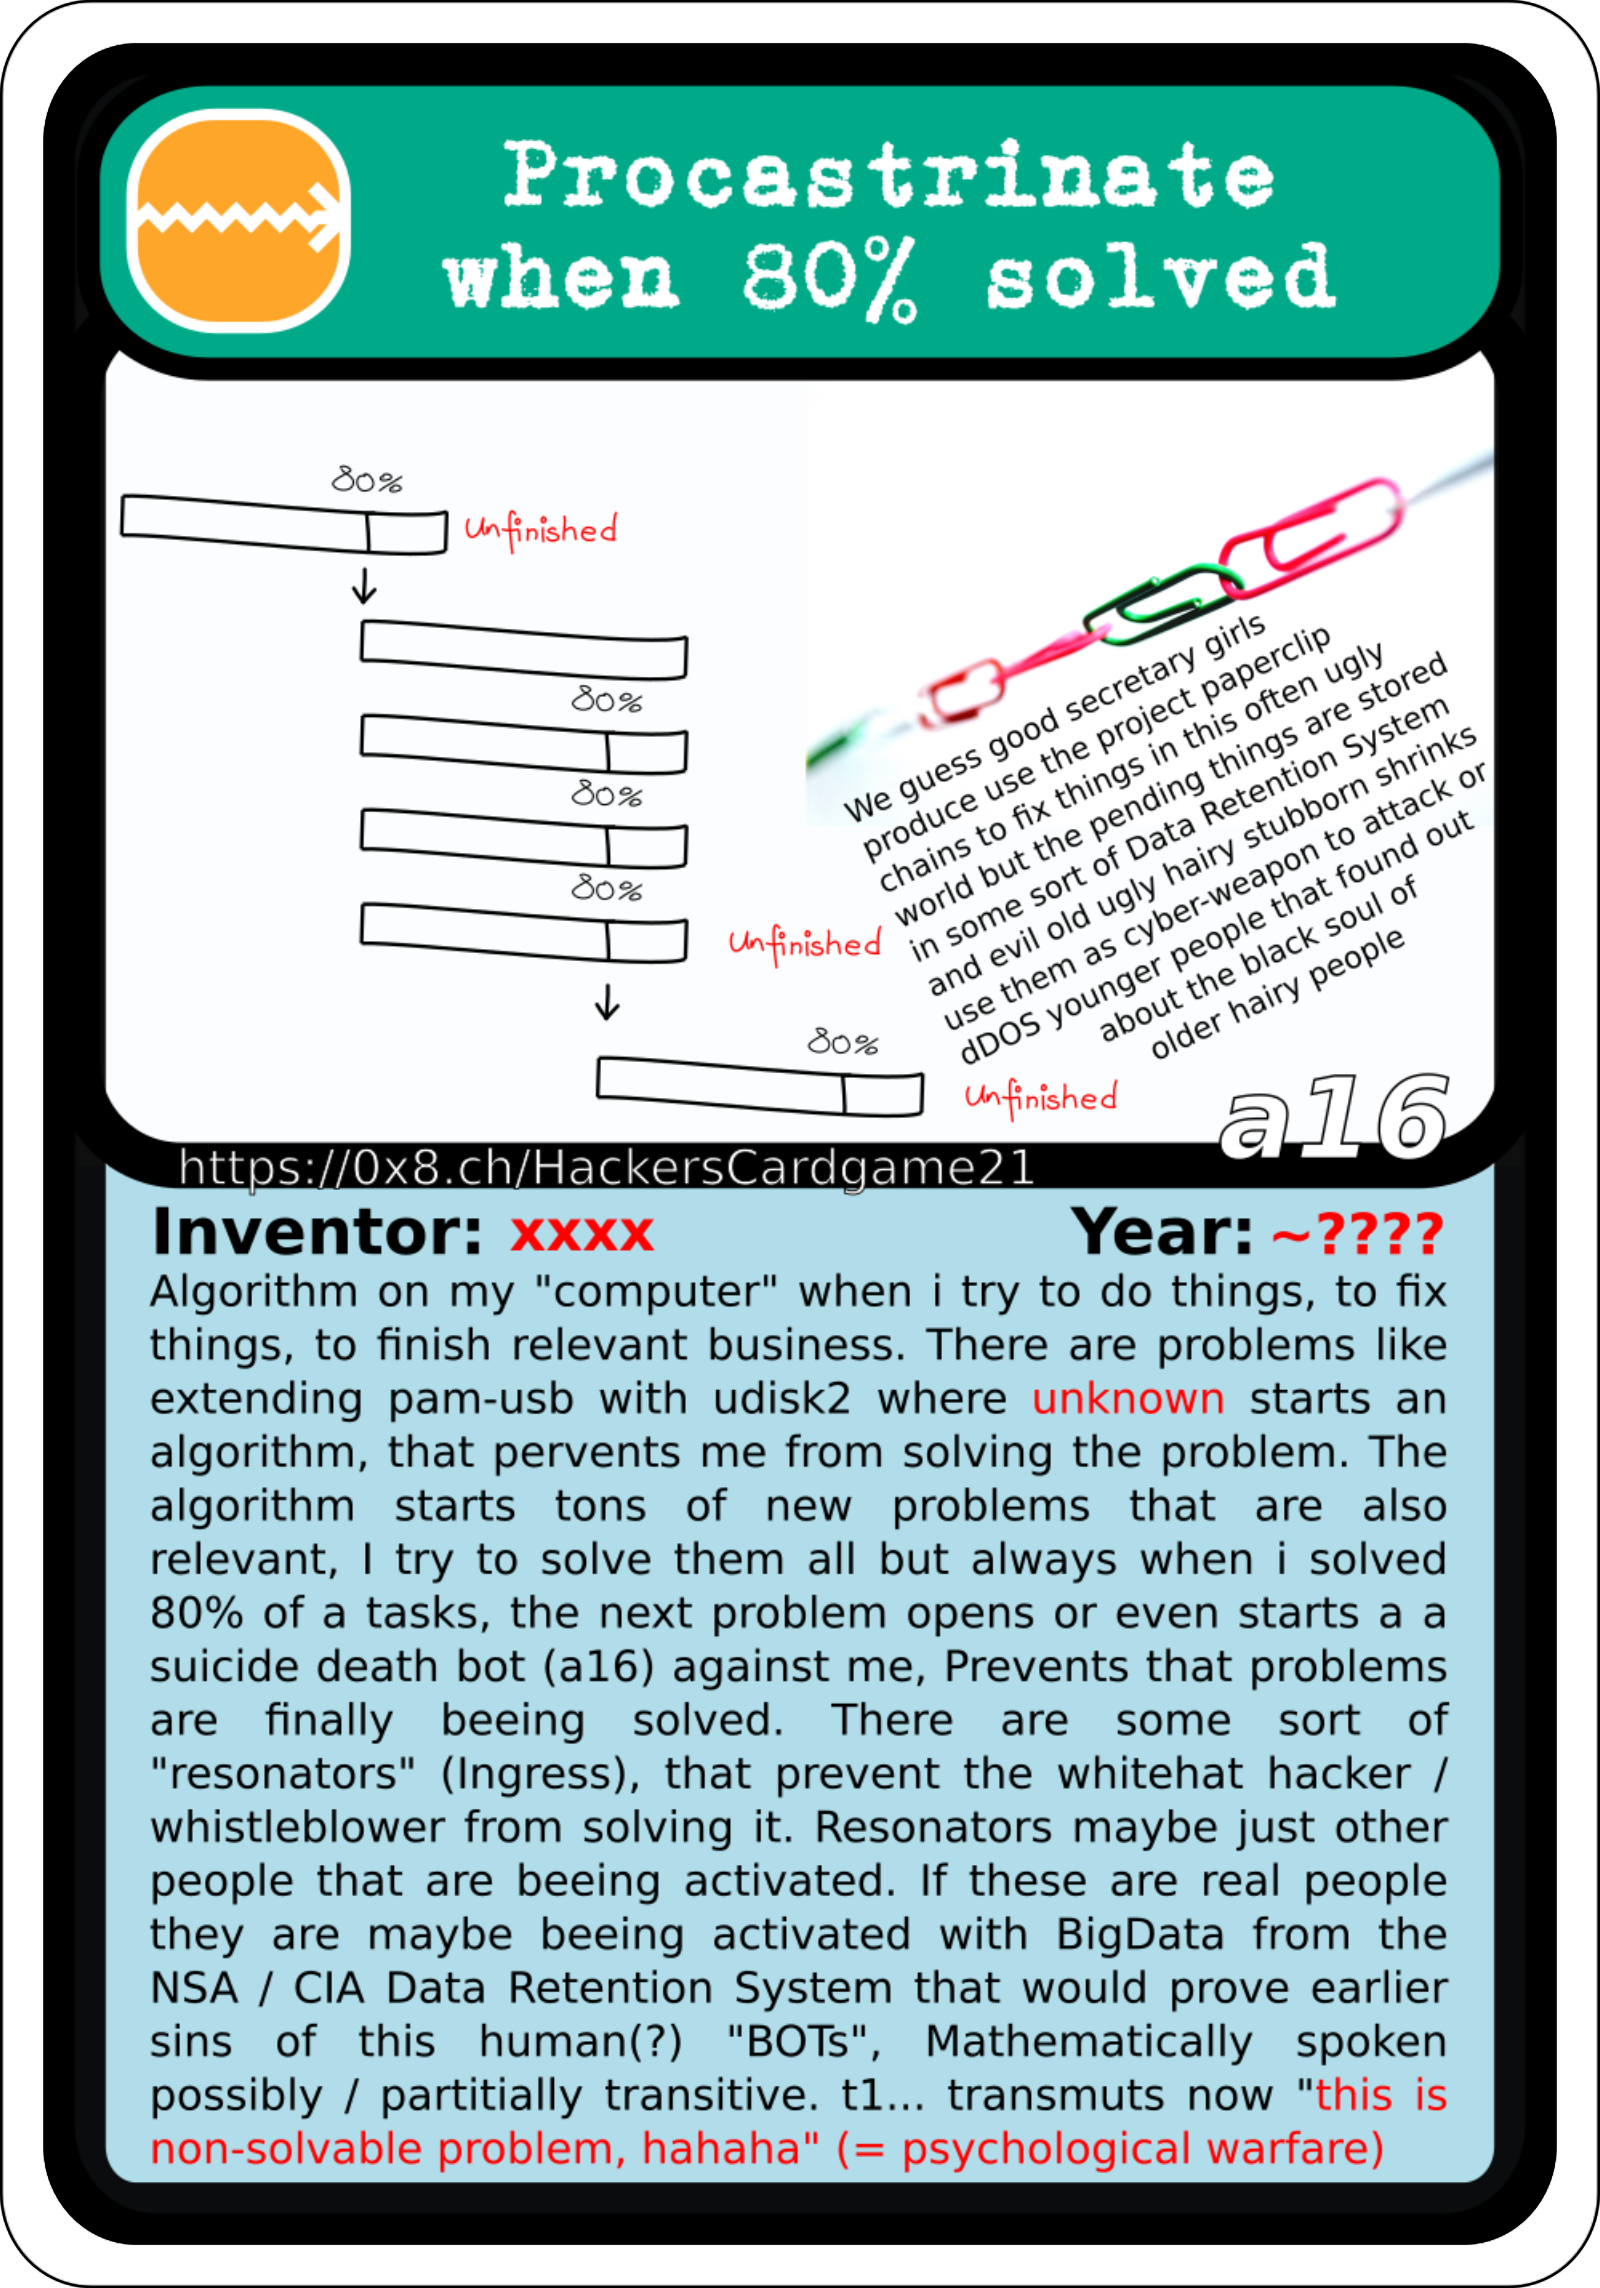 Procastrinate
when 80% solved
80%
Unfinished
80%
80%
80%
Unfinished
80%
Unfinished
We guess good secretary girls
produce use the project paperclip
chains to fix things in this often ugly
world but the pending things are stored
in some sort of Data Retention System
and evil old ugly hairy stubborn shrinks
use them as cyber-weapon to attack or
dDOS younger people that found out
about the black soul of
older hairy people
a16
https://0x8.ch/HackersCardgame21
Inventor: xxxx Year: ~????
Algorithm on my "computer" when i try to do things, to fix
things, to finish relevant business. There are problems like
extending pam-usb with udisk2 where unknown starts an
algorithm, that pervents me from solving the problem. The
algorithm starts tons of new problems that are also
relevant, I try to solve them all but always when i solved
80% of a tasks, the next problem opens or even starts a a
suicide death bot (a16) against me, Prevents that problems
are finally beeing solved. There are some sort of
"resonators" (Ingress), that prevent the whitehat hacker /
whistleblower from solving it. Resonators maybe just other
people that are beeing activated. If these are real people
they are maybe beeing activated with BigData from the
NSA / CIA Data Retention System that would prove earlier
sins of this human(?) "BOTs", Mathematically spoken
possibly / partitially transitive. t1... transmuts now "this is
non-solvable problem, hahaha" (= psychological warfare)